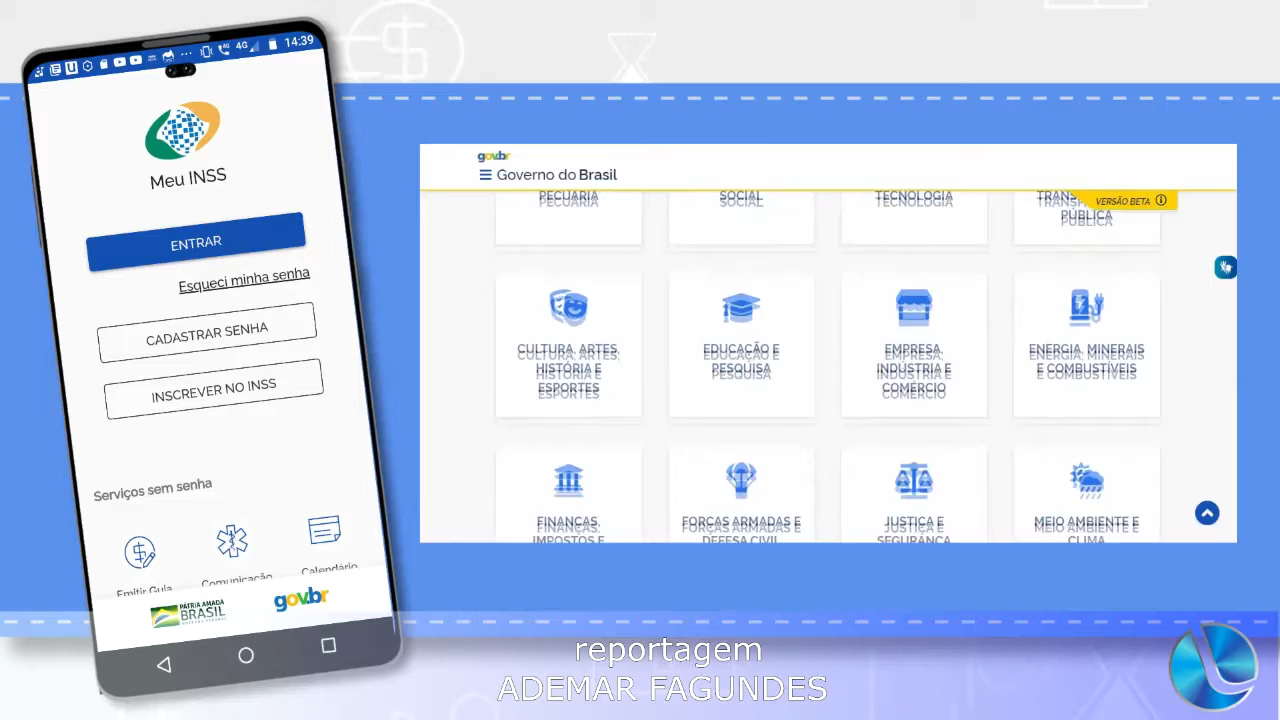 14:39
4G
Meu INSS
ENTRAR
Esqueci minha senha
CADASTRAR SENHA
INSCREVER NO INSS
Serviços sem senha
Emitir Guia
Comunicação
Calendário
PÁTRIA AMADA
BRASIL
gov.br
gov.br
Governo do Brasil
VERSÃO BETA
PECUÁRIA
SOCIAL
TECNOLOGIA
PÚBLICA
CULTURA, ARTES,
HISTÓRIA E
ESPORTES
EDUCAÇÃO E
PESQUISA
EMPRESA,
INDÚSTRIA E
COMÉRCIO
ENERGIA, MINERAIS
E COMBUSTÍVEIS
FINANÇAS,
IMPOSTOS E
FORÇAS ARMADAS E
DEFESA CIVIL
JUSTIÇA E
SEGURANÇA
MEIO AMBIENTE E
CLIMA
reportagem
ADEMAR FAGUNDES